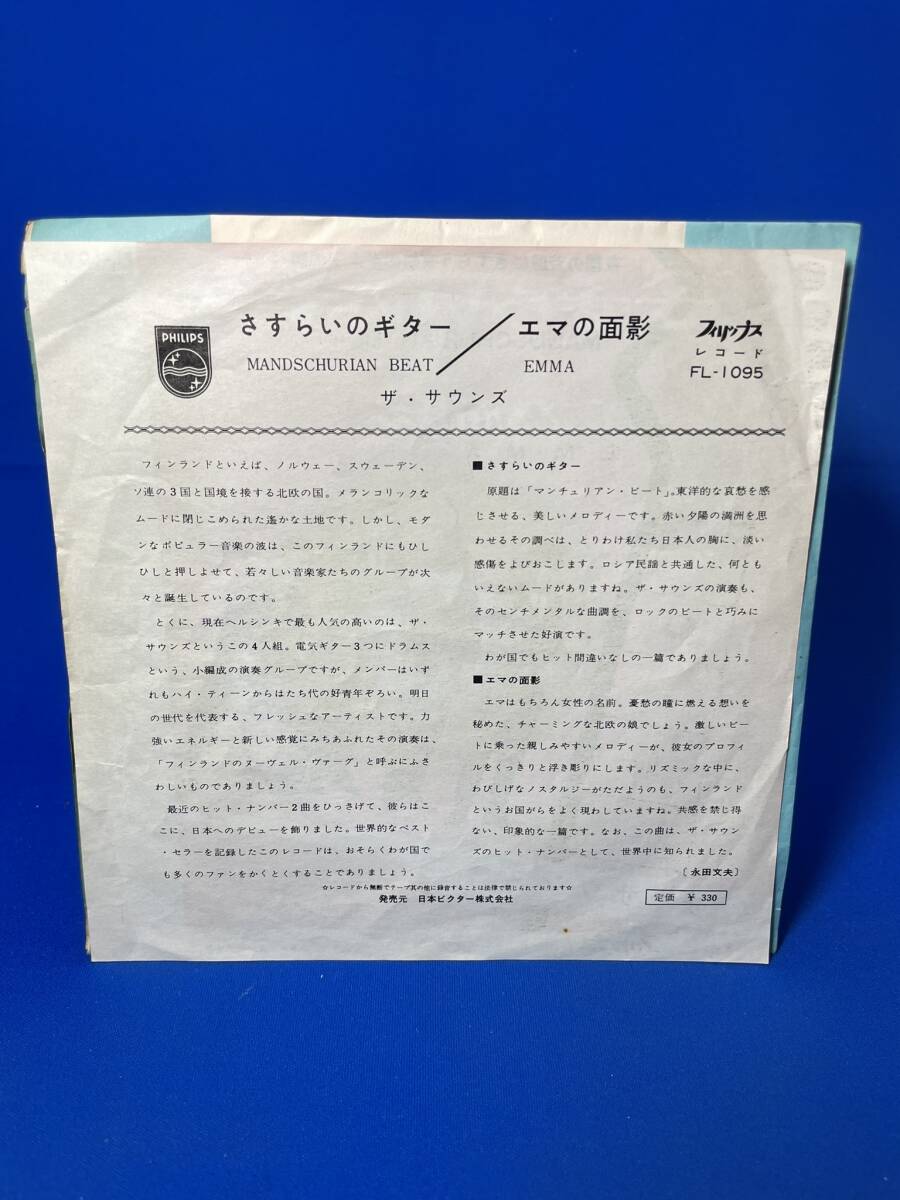 PHILIPS
さすらいのギター／エマの面影
MANDSCHURIAN BEAT EMMA
ザ・サウンズ
フィリップス
レコード
FL-1095
フィンランドといえば、ノルウェー、スウェーデン、
ソ連の3国と国境を接する北欧の国。メランコリックな
ムードに閉じこめられた遙かな土地です。しかし、モダ
ンなポピュラー音楽の波は、このフィンランドにもひし
ひしと押しよせて、若々しい音楽家たちのグループが次
々と誕生しているのです。
とくに、現在ヘルシンキで最も人気の高いのは、ザ・
サウンズというこの4人組。電気ギター3つにドラムス
という、小編成の演奏グループですが、メンバーはいず
れもハイ・ティーンからはたち代の好青年ぞろい。明日
の世代を代表する、フレッシュなアーティストです。力
強いエネルギーと新しい感覚にみちあふれたその演奏は、
「フィンランドのヌーヴェル・ヴァーグ」と呼ぶにふさ
わしいものでありましょう。
最近のヒット・ナンバー2曲をひっさげて、彼らはこ
こに、日本へのデビューを飾りました。世界的なベスト
・セラーを記録したこのレコードは、おそらくわが国で
も多くのファンをかくとくすることでありましょう。
■さすらいのギター
原題は「マンチュリアン・ビート」。東洋的な哀愁を感
じさせる、美しいメロディーです。赤い夕陽の満洲を思
わせるその調べは、とりわけ私たち日本人の胸に、淡い
感傷をよびおこします。ロシア民謡と共通した、何とも
いえないムードがありますね。ザ・サウンズの演奏も、
そのセンチメンタルな曲調を、ロックのビートと巧みに
マッチさせた好演です。
わが国でもヒット間違いなしの一篇でありましょう。
■エマの面影
エマはもちろん女性の名前。憂愁の瞳に燃える想いを
秘めた、チャーミングな北欧の娘でしょう。激しいビー
トに乗った親しみやすいメロディーが、彼女のプロフィ
ルをくっきりと浮き彫りにします。リズミックな中に、
わびしげなノスタルジーがただようのも、フィンランド
というお国がらをよく現わしていますね。共感を禁じ得
ない、印象的な一篇です。なお、この曲は、ザ・サウン
ズのヒット・ナンバーとして、世界中に知られました。
〔永田文夫〕
☆レコードから無断でテープ其の他に録音することは法律で禁じられております☆
発売元 日本ビクター株式会社
定価 ￥ 330